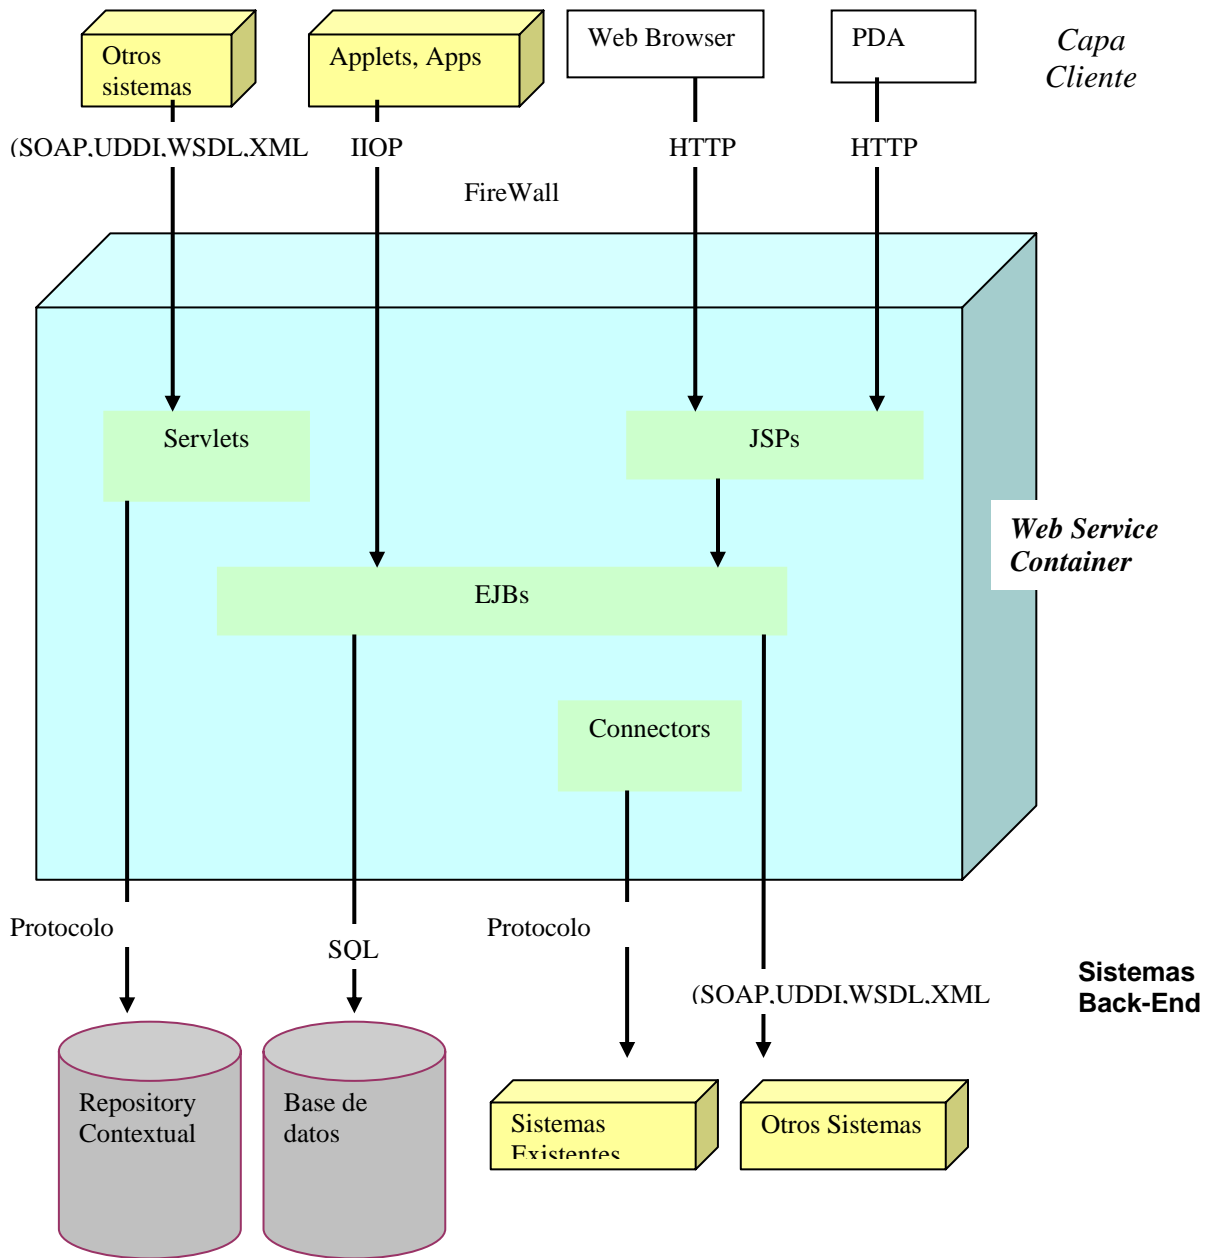 Otros
sistemas
Applets, Apps
Web Browser
PDA
Capa
Cliente
(SOAP,UDDI,WSDL,XML
IIOP
HTTP
HTTP
FireWall
Servlets
JSPs
Web Service
Container
EJBs
Connectors
Protocolo
SQL
Protocolo
(SOAP,UDDI,WSDL,XML
Sistemas
Back-End
Repository
Contextual
Base de
datos
Sistemas
Existentes
Otros Sistemas